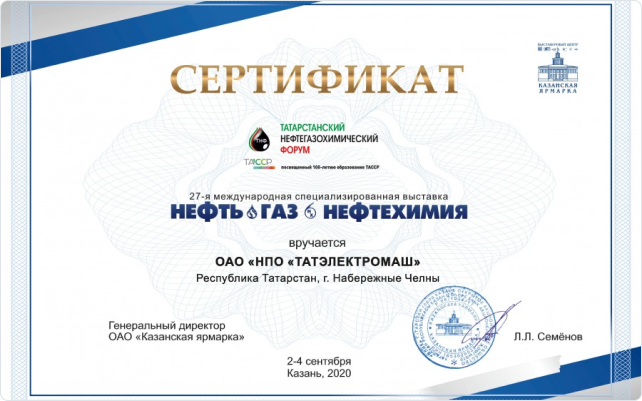 ВЫСТАВОЧНЫЙ ЦЕНТР
КАЗАНСКАЯ
ЯРМАРКА
СЕРТИФИКАТ
ТНФ
ТАТАРСТАНСКИЙ
НЕФТЕГАЗОХИМИЧЕСКИЙ
ФОРУМ
ТАССР
посвященный 100-летию образования ТАССР
27-я международная специализированная выставка
НЕФТЬ ГАЗ НЕФТЕХИМИЯ
вручается
ОАО «НПО «ТАТЭЛЕКТРОМАШ»
Республика Татарстан, г. Набережные Челны
Генеральный директор
ОАО «Казанская ярмарка»
Л.Л. Семёнов
2-4 сентября
Казань, 2020